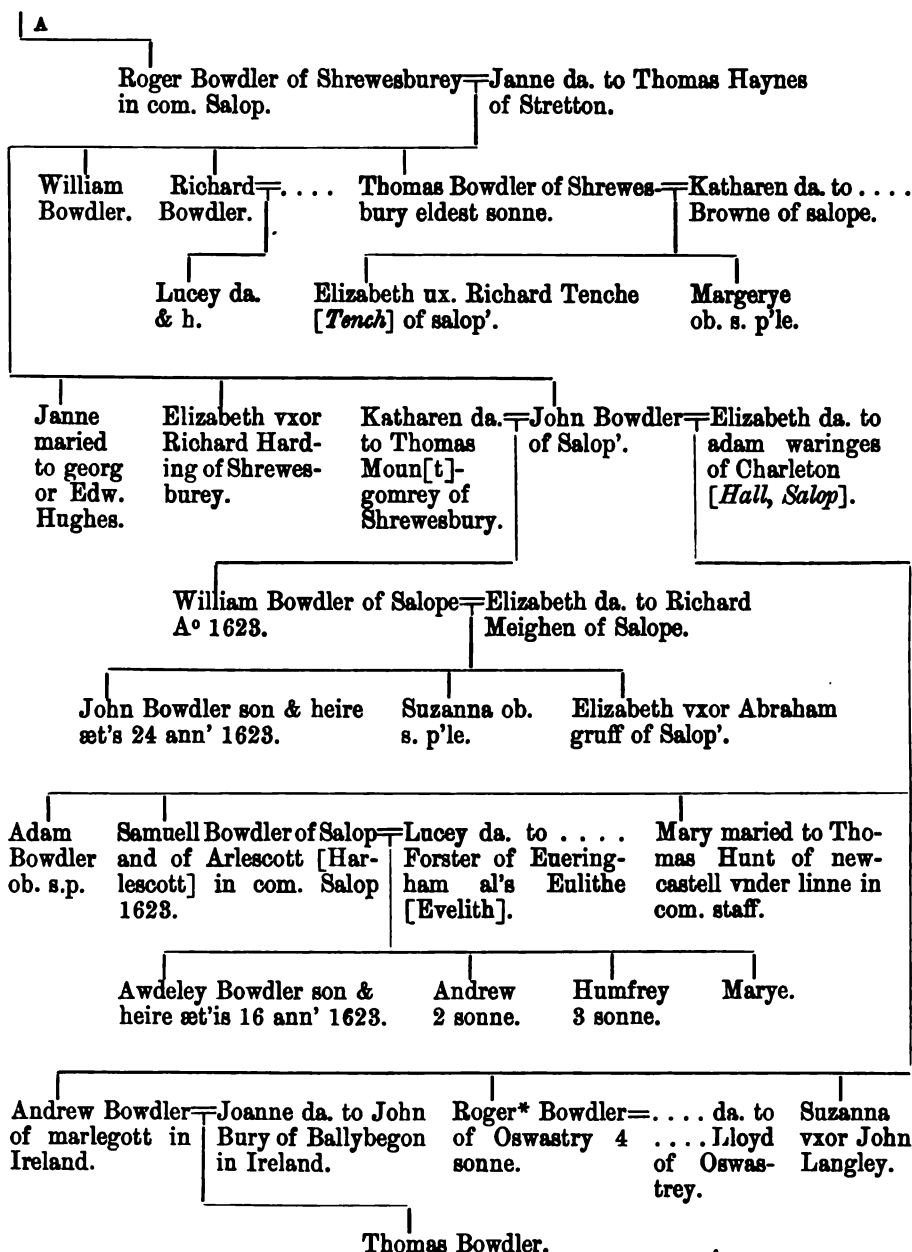 A
Roger Bowdler of Shrewesburey=Janne da. to Thomas Haynes
in com. Salop. of Stretton.
William
Bowdler.
Richard=. . . .
Bowdler.
Thomas Bowdler of Shrewes-=Katharen da. to . . . .
bury eldest sonne. Browne of salope.
Lucey da.
& h.
Elizabeth ux. Richard Tenche
[Tench] of salop'.
Margerye
ob. s. p'le.
Janne
maried
to georg
or Edw.
Hughes.
Elizabeth vxor
Richard Hard-
ing of Shrewes-
burey.
Katharen da.=John Bowdler=Elizabeth da. to
to Thomas
Moun[t]-
gomrey of
Shrewesbury.
of Salop'.
adam waringes
of Charleton
[Hall, Salop].
William Bowdler of Salope=Elizabeth da. to Richard
Aº 1623. Meighen of Salope.
John Bowdler son & heire
æt's 24 ann' 1623.
Suzanna ob.
s. p'le.
Elizabeth vxor Abraham
gruff of Salop'.
Adam
Bowdler
ob. s.p.
Samuell Bowdler of Salop=Lucey da. to . . . .
and of Arlescott [Har-
lescott] in com. Salop
1623.
Forster of Euering-
ham al's Eulithe
[Evelith].
Mary maried to Tho-
mas Hunt of new-
castell vnder linne in
com. staff.
Awdeley Bowdler son &
heire æt'is 16 ann' 1623.
Andrew
2 sonne.
Humfrey
3 sonne.
Marye.
Andrew Bowdler=Joanne da. to John
of marlegott in
Ireland.
Bury of Ballybegon
in Ireland.
Roger* Bowdler=. . . . da. to
of Oswastry 4
sonne.
. . . . Lloyd
of Oswas-
trey.
Suzanna
vxor John
Langley.
Thomas Bowdler.